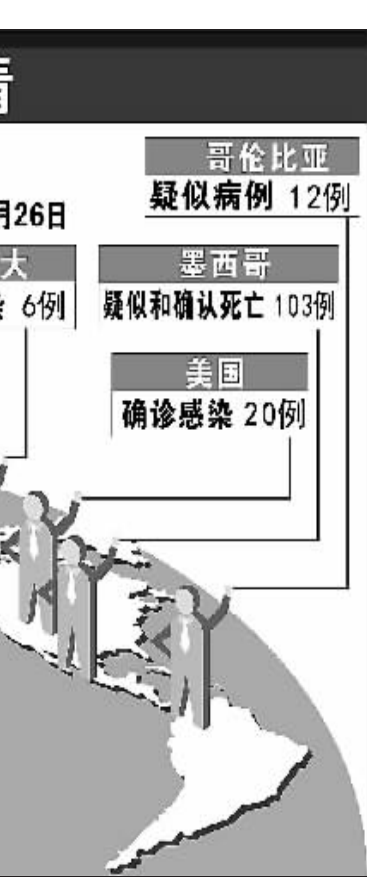 情
哥伦比亚
疑似病例 12例
月26日
大
染 6例
墨西哥
疑似和确认死亡 103例
美国
确诊感染 20例